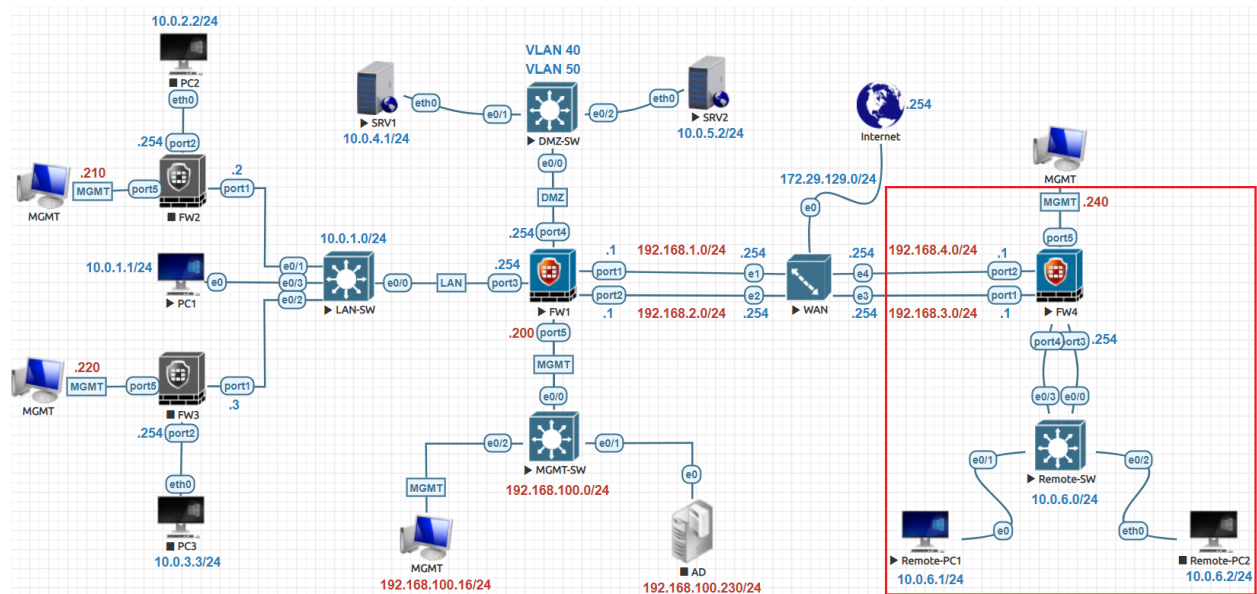 10.0.2.2/24
PC2
eth0
.254
port2
.210
MGMT
port5
MGMT
FW2
.2
port1
10.0.1.1/24
PC1
e0
10.0.1.0/24
e0/1
e0/3
e0/2
LAN-SW
e0/0
LAN
.254
port3
.220
MGMT
port5
MGMT
FW3
port1
.3
.254
port2
eth0
PC3
10.0.3.3/24
VLAN 40
VLAN 50
SRV1
10.0.4.1/24
eth0
e0/1
DMZ-SW
e0/2
eth0
SRV2
10.0.5.2/24
e0/0
DMZ
port4
.254
FW1
.1
port1
192.168.1.0/24
.254
e1
port2
.1
192.168.2.0/24
e2
.254
.200
port5
MGMT
e0/0
e0/2
MGMT-SW
e0/1
192.168.100.0/24
MGMT
MGMT
192.168.100.16/24
e0
AD
192.168.100.230/24
.254
Internet
172.29.129.0/24
e0
WAN
.254
e4
192.168.4.0/24
.1
port2
e3
.254
192.168.3.0/24
port1
.1
MGMT
MGMT
.240
port5
FW4
port4
port3
.254
e0/3
e0/0
e0/1
e0/2
Remote-SW
10.0.6.0/24
e0
Remote-PC1
10.0.6.1/24
eth0
Remote-PC2
10.0.6.2/24